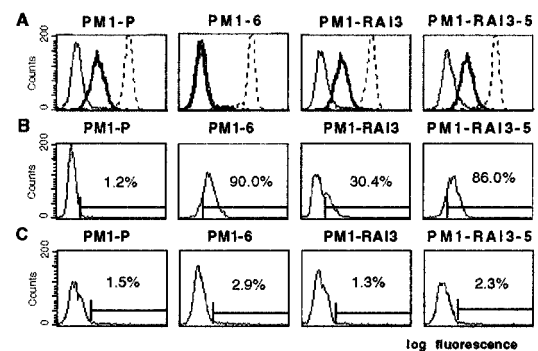 A PM1-P PM1-6 PM1-RAI3 PM1-RAI3-5
200
Counts
0
B PM1-P PM1-6 PM1-RAI3 PM1-RAI3-5
200
Counts
0
1.2% 90.0% 30.4% 86.0%
C PM1-P PM1-6 PM1-RAI3 PM1-RAI3-5
200
Counts
0
1.5% 2.9% 1.3% 2.3%
log fluorescence